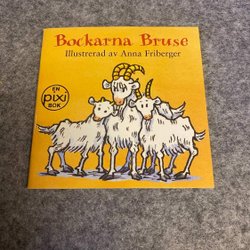 Bockarna Bruse
Illustrerad av Anna Friberger
EN
pixi
BOK